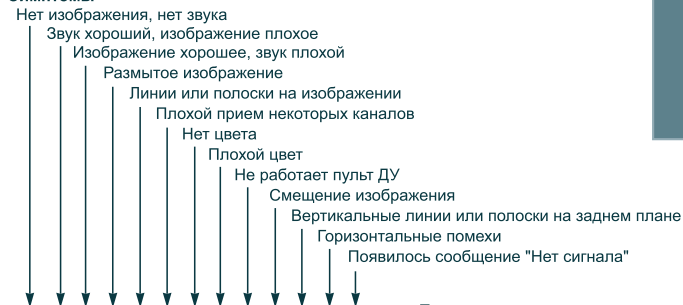 Нет изображения, нет звука
Звук хороший, изображение плохое
Изображение хорошее, звук плохой
Размытое изображение
Линии или полоски на изображении
Плохой прием некоторых каналов
Нет цвета
Плохой цвет
Не работает пульт ДУ
Смещение изображения
Вертикальные линии или полоски на заднем плане
Горизонтальные помехи
Появилось сообщение "Нет сигнала"